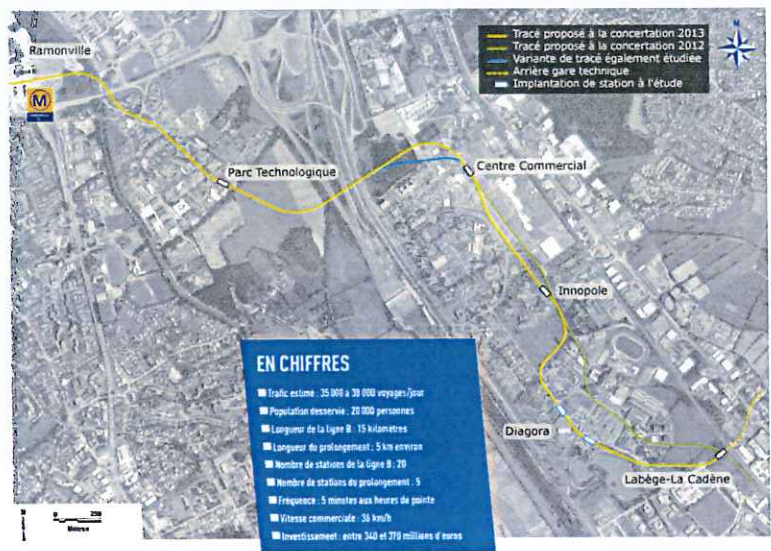 Ramonville
M
Tracé proposé à la concertation 2013
Tracé proposé à la concertation 2012
Variante de tracé également étudiée
Arrière gare technique
Implantation de station à l'étude
N
Parc Technologique
Centre Commercial
Innopole
Diagora
Labège-La Cadène
EN CHIFFRES
Trafic estimé : 35 000 à 38 000 voyages/jour
Population desservie : 20 000 personnes
Longueur de la ligne B : 15 kilomètres
Longueur du prolongement : 5 km environ
Nombre de stations de la ligne B : 20
Nombre de stations du prolongement : 5
Fréquence : 5 minutes aux heures de pointe
Vitesse commerciale : 36 km/h
Investissement : entre 340 et 370 millions d'euros
0 250
Mètres